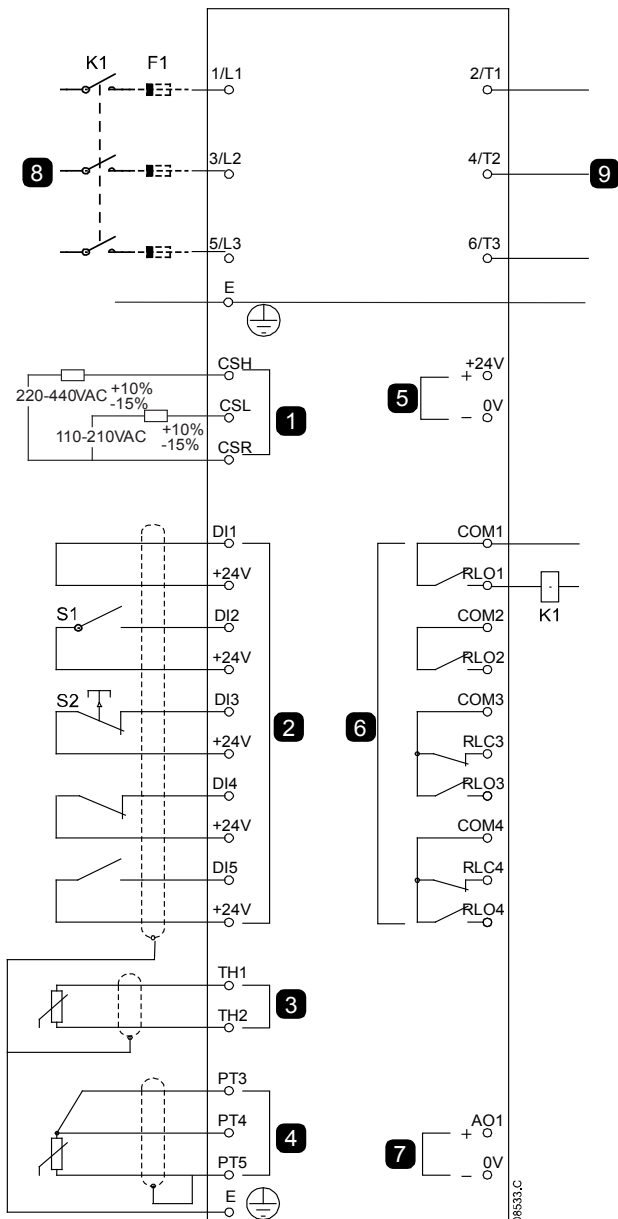 K1 F1
1/L1 2/T1
8 3/L2 4/T2 9
5/L3 6/T3
E
CSH +24V
220-440VAC +10% -15% + 5
CSL − 0V
110-210VAC +10% -15% 1
CSR
DI1 COM1
+24V RLO1
K1
S1 DI2 COM2
+24V RLO2
S2 DI3 COM3
2 6
+24V RLC3
DI4 RLO3
+24V COM4
DI5 RLC4
+24V RLO4
TH1
3
TH2
PT3
PT4 + AO1
4 7
PT5 − 0V
E
08533.C